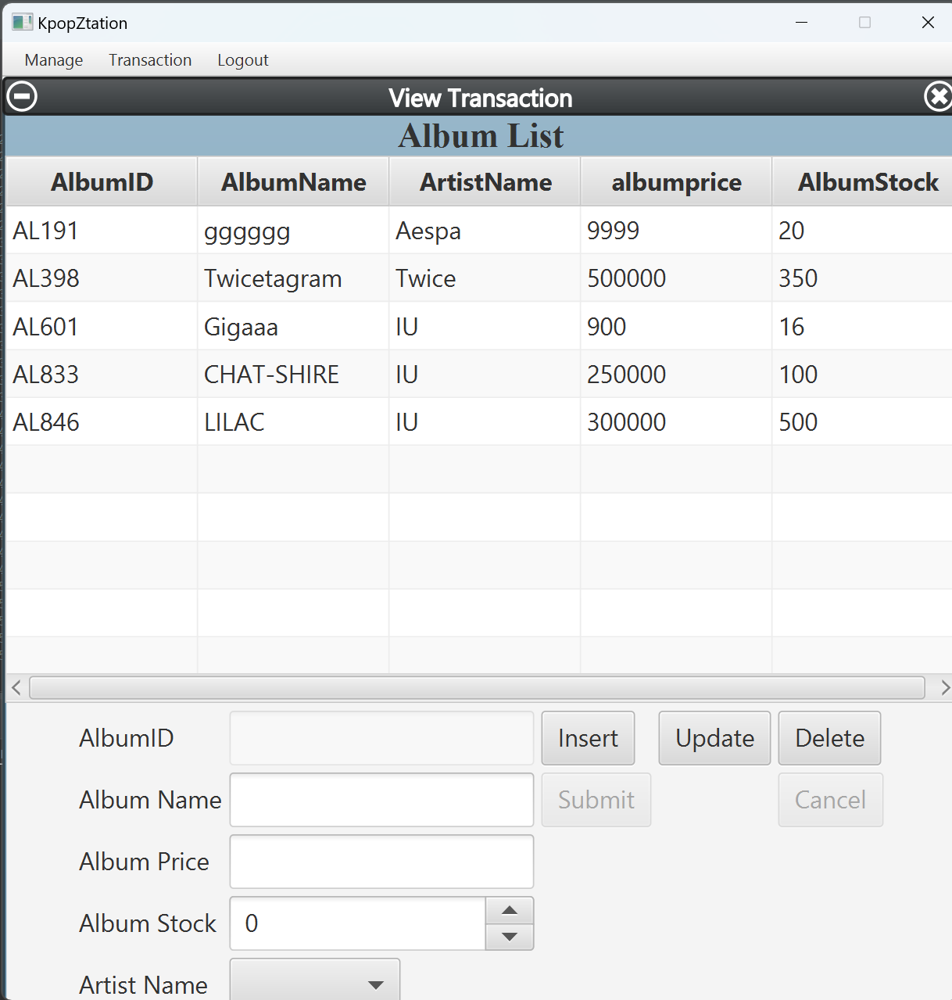 KpopZtation
Manage Transaction Logout
View Transaction
Album List
AlbumID AlbumName ArtistName albumprice AlbumStock
AL191 gggggg Aespa 9999 20
AL398 Twicetagram Twice 500000 350
AL601 Gigaaa IU 900 16
AL833 CHAT-SHIRE IU 250000 100
AL846 LILAC IU 300000 500
AlbumID Insert Update Delete
Album Name Submit Cancel
Album Price
Album Stock 0
Artist Name